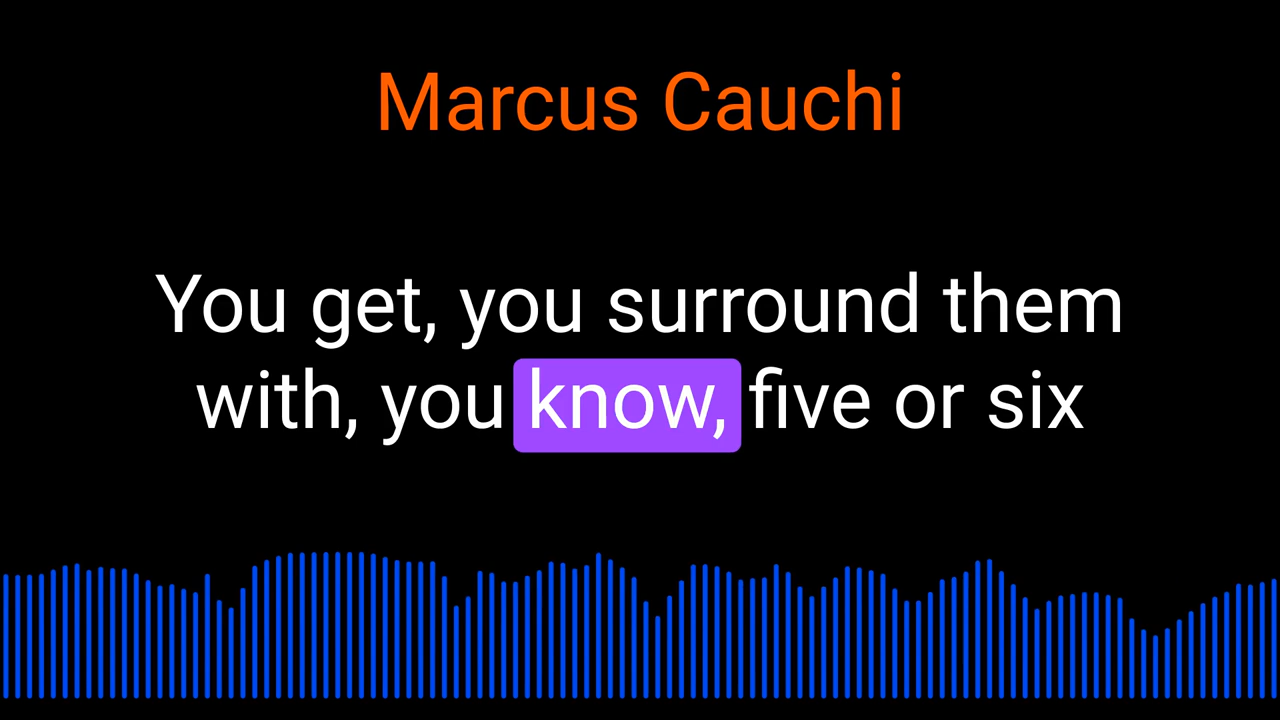 Marcus Cauchi
You get, you surround them
with, you know, five or six